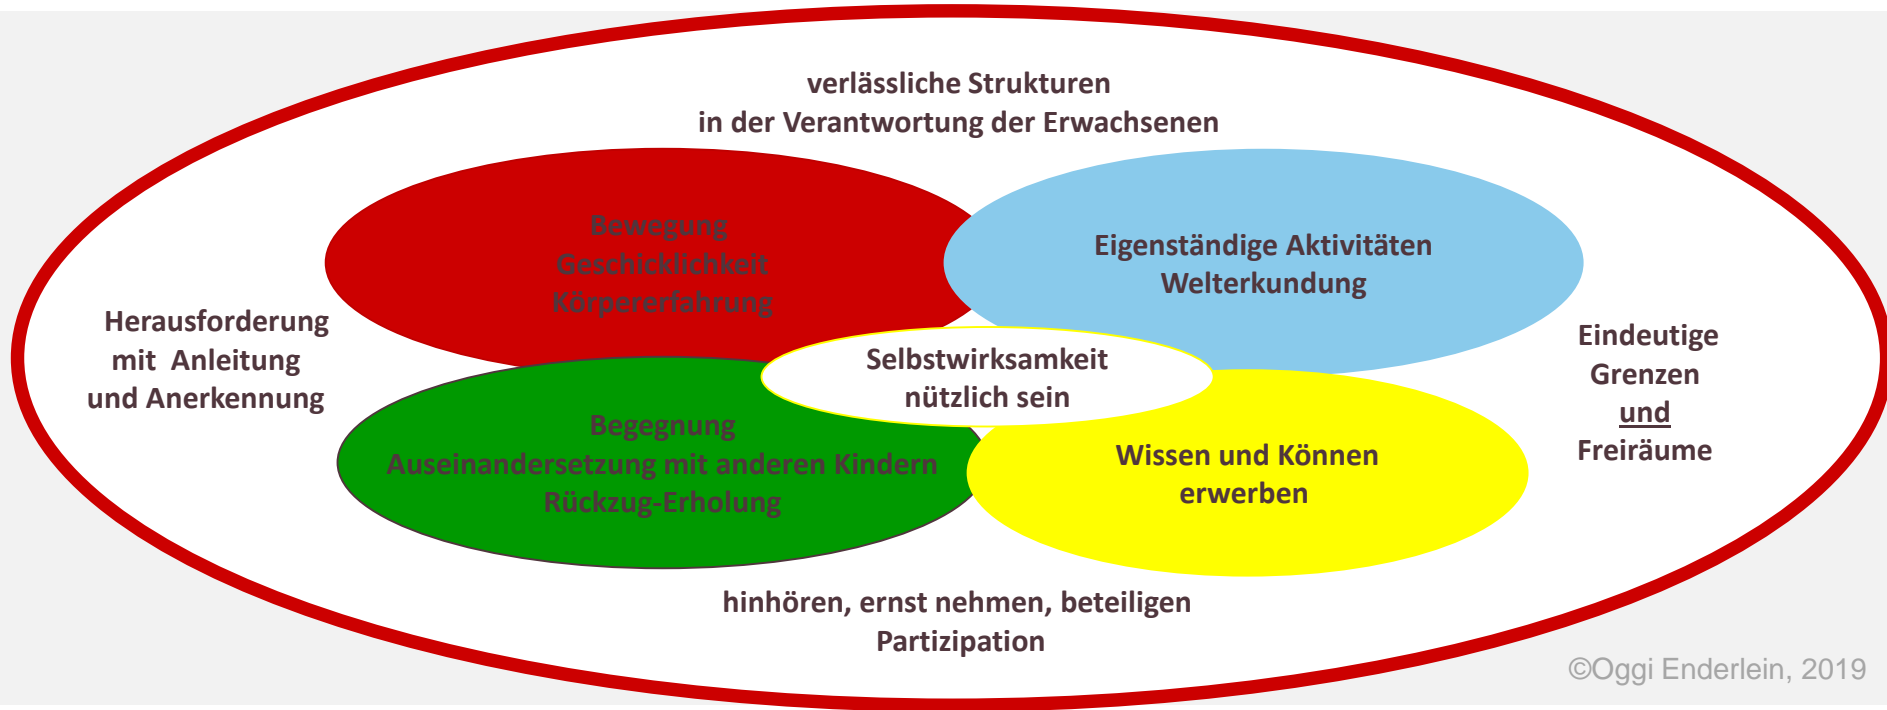 verlässliche Strukturen
in der Verantwortung der Erwachsenen
Bewegung
Geschicklichkeit
Körpererfahrung
Eigenständige Aktivitäten
Welterkundung
Herausforderung
mit Anleitung
und Anerkennung
Selbstwirksamkeit
nützlich sein
Eindeutige
Grenzen
und
Freiräume
Begegnung
Auseinandersetzung mit anderen Kindern
Rückzug-Erholung
Wissen und Können
erwerben
hinhören, ernst nehmen, beteiligen
Partizipation
©Oggi Enderlein, 2019